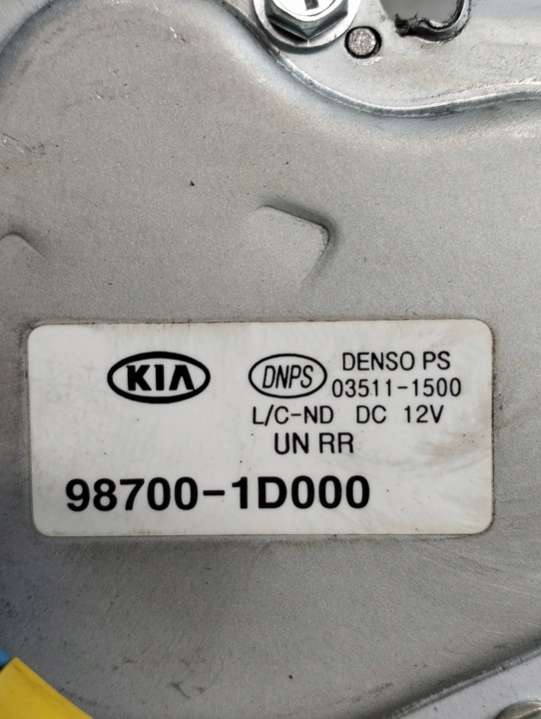 KIA DNPS DENSO PS
03511-1500
L/C-ND DC 12V
UN RR
98700-1D000